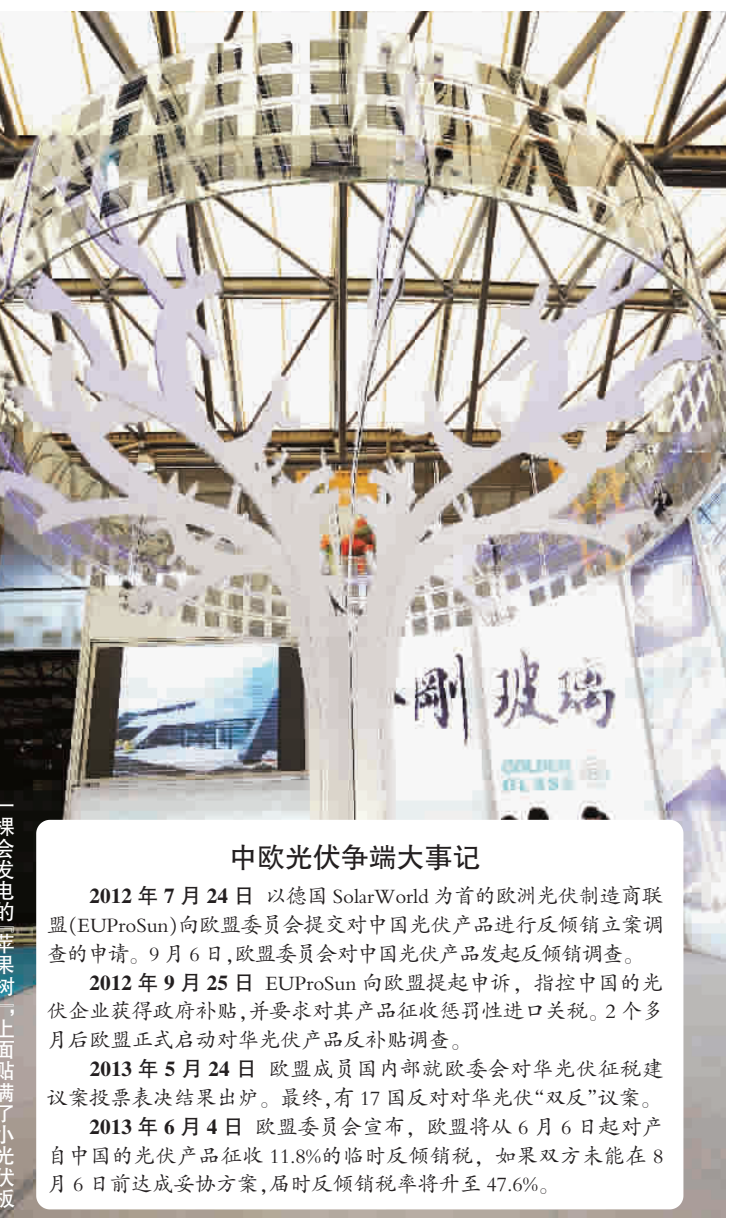 刚玻璃
GOLDEN
GLASS
一棵会发电的『苹果树』,上面贴满了小光伏板
中欧光伏争端大事记
2012 年 7 月 24 日 以德国 SolarWorld 为首的欧洲光伏制造商联
盟(EUProSun)向欧盟委员会提交对中国光伏产品进行反倾销立案调
查的申请。9 月 6 日,欧盟委员会对中国光伏产品发起反倾销调查。
2012 年 9 月 25 日 EUProSun 向欧盟提起申诉，指控中国的光
伏企业获得政府补贴,并要求对其产品征收惩罚性进口关税。2 个多
月后欧盟正式启动对华光伏产品反补贴调查。
2013 年 5 月 24 日 欧盟成员国内部就欧委会对华光伏征税建
议案投票表决结果出炉。最终,有 17 国反对对华光伏“双反”议案。
2013 年 6 月 4 日 欧盟委员会宣布，欧盟将从 6 月 6 日起对产
自中国的光伏产品征收 11.8%的临时反倾销税，如果双方未能在 8
月 6 日前达成妥协方案,届时反倾销税率将升至 47.6%。